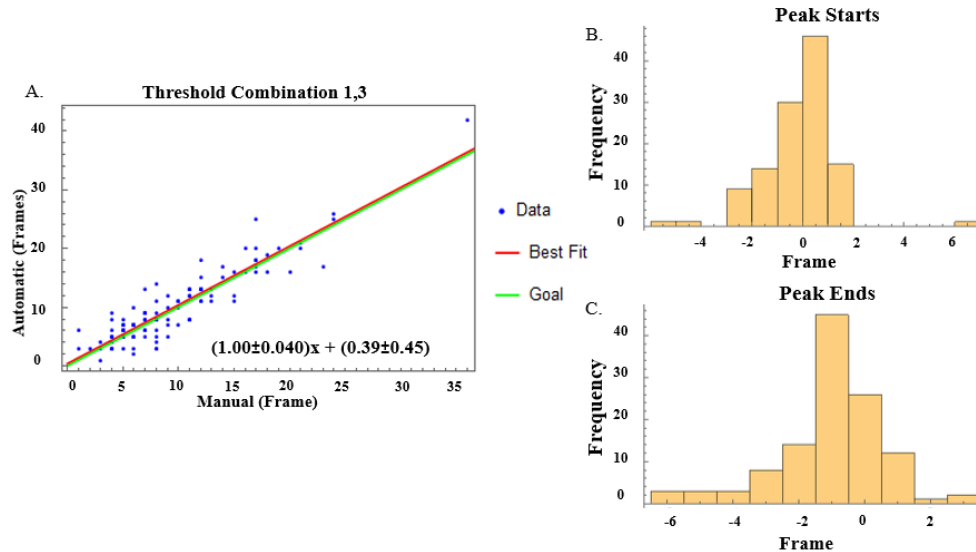 A.
Threshold Combination 1,3
Automatic (Frames)
40
30
20
10
0
(1.00±0.040)x + (0.39±0.45)
0 5 10 15 20 25 30 35
Manual (Frame)
Data
Best Fit
Goal
B.
Peak Starts
Frequency
40
30
20
10
0
-4 -2 0 2 4 6
Frame
C.
Peak Ends
Frequency
40
30
20
10
0
-6 -4 -2 0 2
Frame